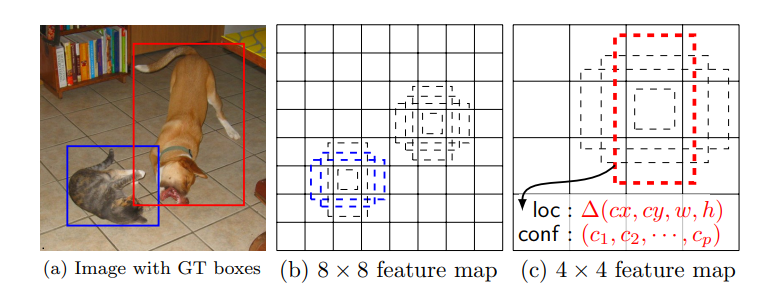 loc : Δ(cx, cy, w, h)
conf : (c₁, c₂, ⋯, cₚ)
(a) Image with GT boxes
(b) 8 × 8 feature map
(c) 4 × 4 feature map